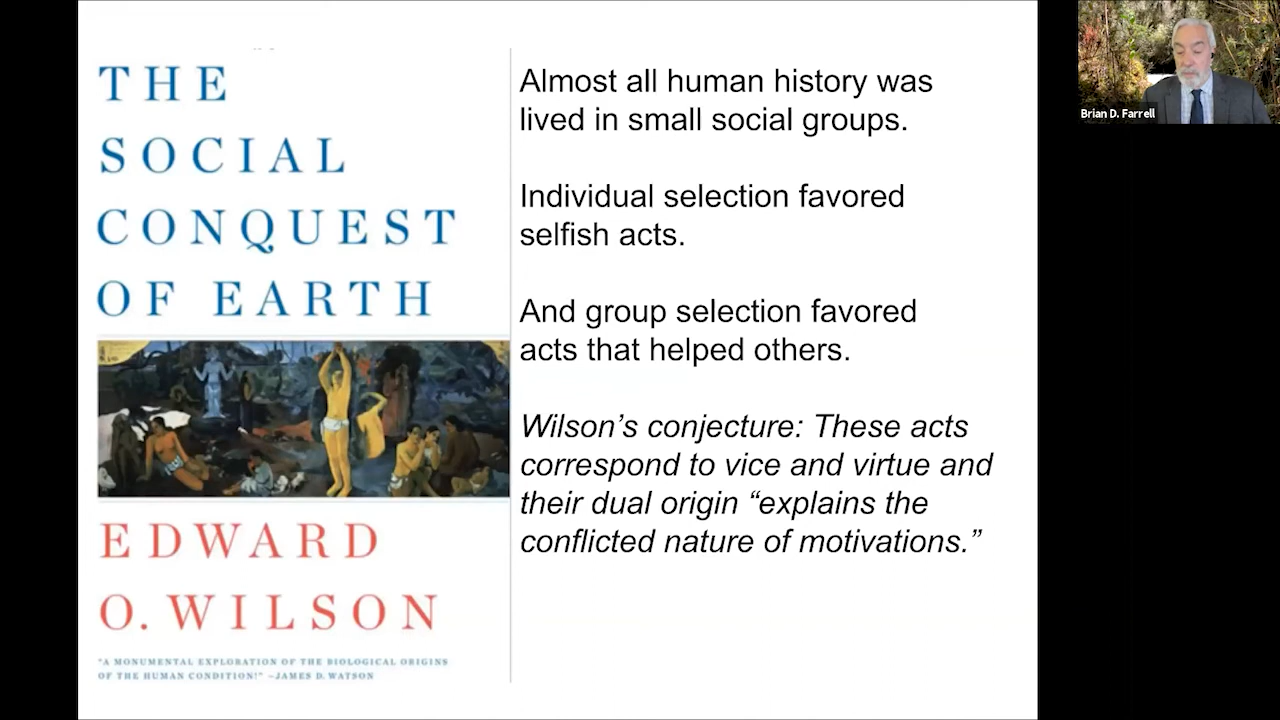 THE
SOCIAL
CONQUEST
OF EARTH
EDWARD
O. WILSON
"A MONUMENTAL EXPLORATION OF THE BIOLOGICAL ORIGINS
OF THE HUMAN CONDITION!" –JAMES D. WATSON
Almost all human history was
lived in small social groups.
Individual selection favored
selfish acts.
And group selection favored
acts that helped others.
Wilson’s conjecture: These acts
correspond to vice and virtue and
their dual origin “explains the
conflicted nature of motivations.”
Brian D. Farrell